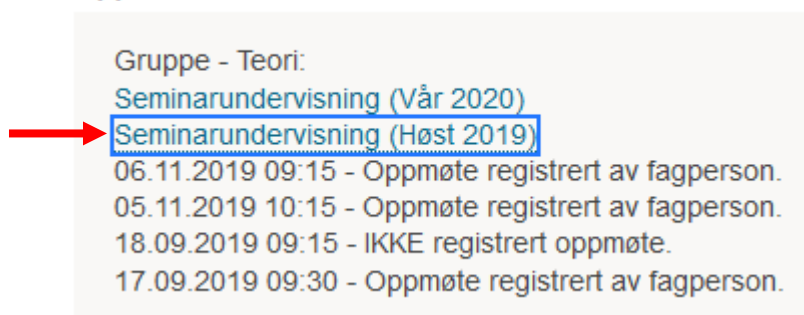 Gruppe - Teori:
Seminarundervisning (Vår 2020)
Seminarundervisning (Høst 2019)
06.11.2019 09:15 - Oppmøte registrert av fagperson.
05.11.2019 10:15 - Oppmøte registrert av fagperson.
18.09.2019 09:15 - IKKE registrert oppmøte.
17.09.2019 09:30 - Oppmøte registrert av fagperson.